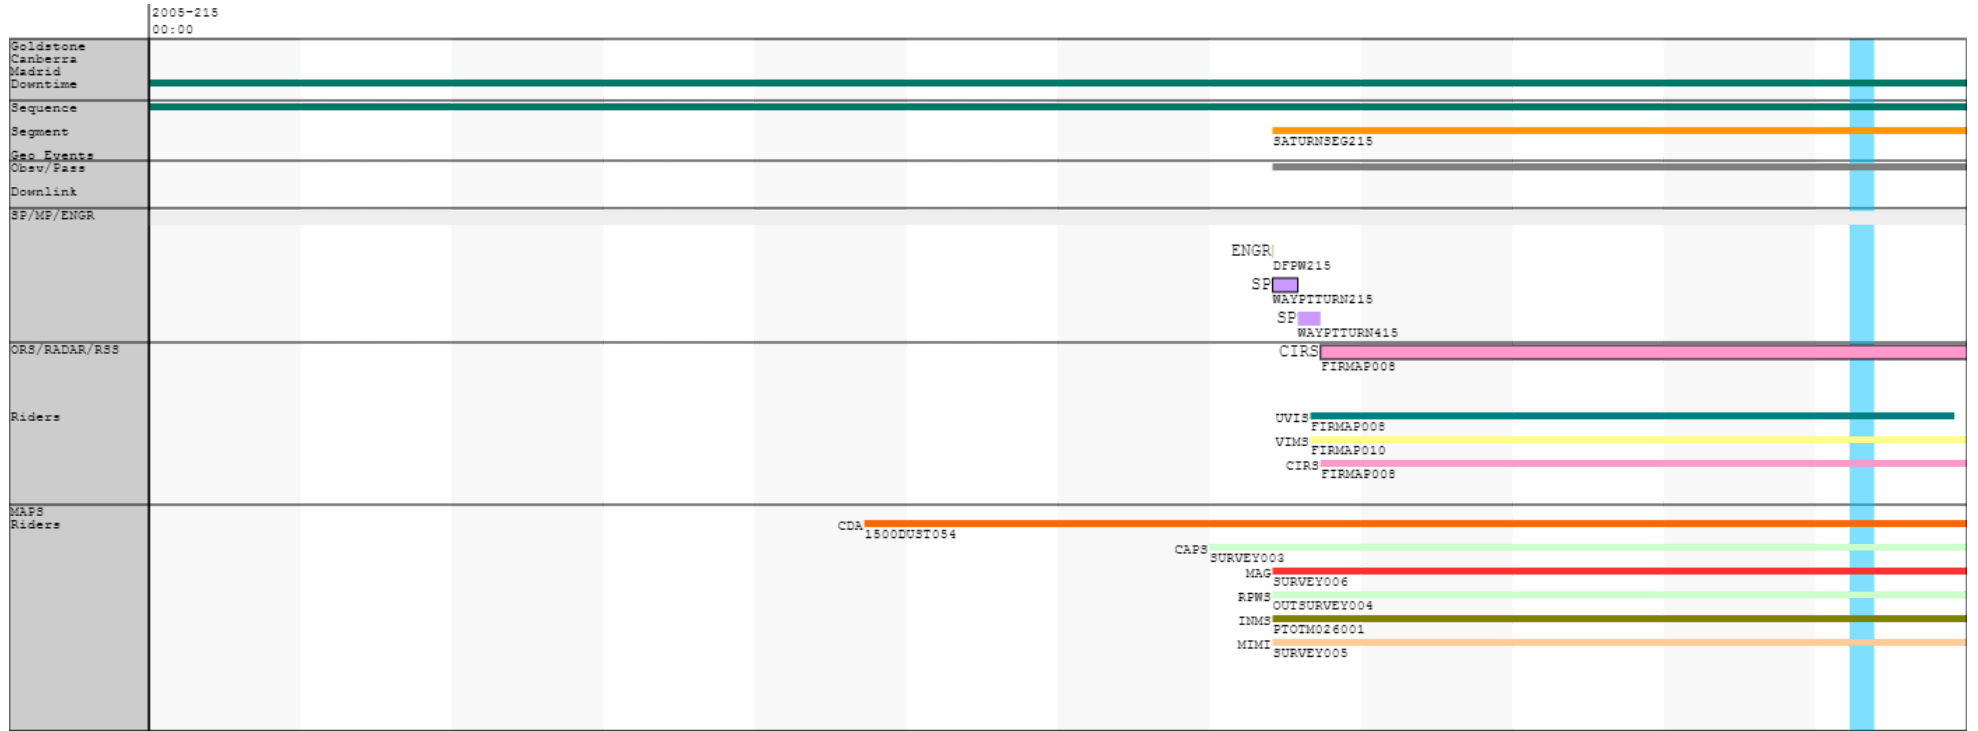 2005-215
00:00
Goldstone
Canberra
Madrid
Downtime
Sequence
Segment
SATURNSEG215
Geo Events
Obsv/Pass
Downlink
SP/MP/ENGR
ENGR
DFPW215
SP
WAYPTTURN215
SP
WAYPTTURN415
ORS/RADAR/RSS
CIRS
FIRMAP008
Riders
UVIS
FIRMAP008
VIMS
FIRMAP010
CIRS
FIRMAP008
MAPS
Riders
CDA
1500DUST054
CAPS
SURVEY003
MAG
SURVEY006
RPWS
OUTSURVEY004
INMS
PTOTM026001
MIMI
SURVEY005